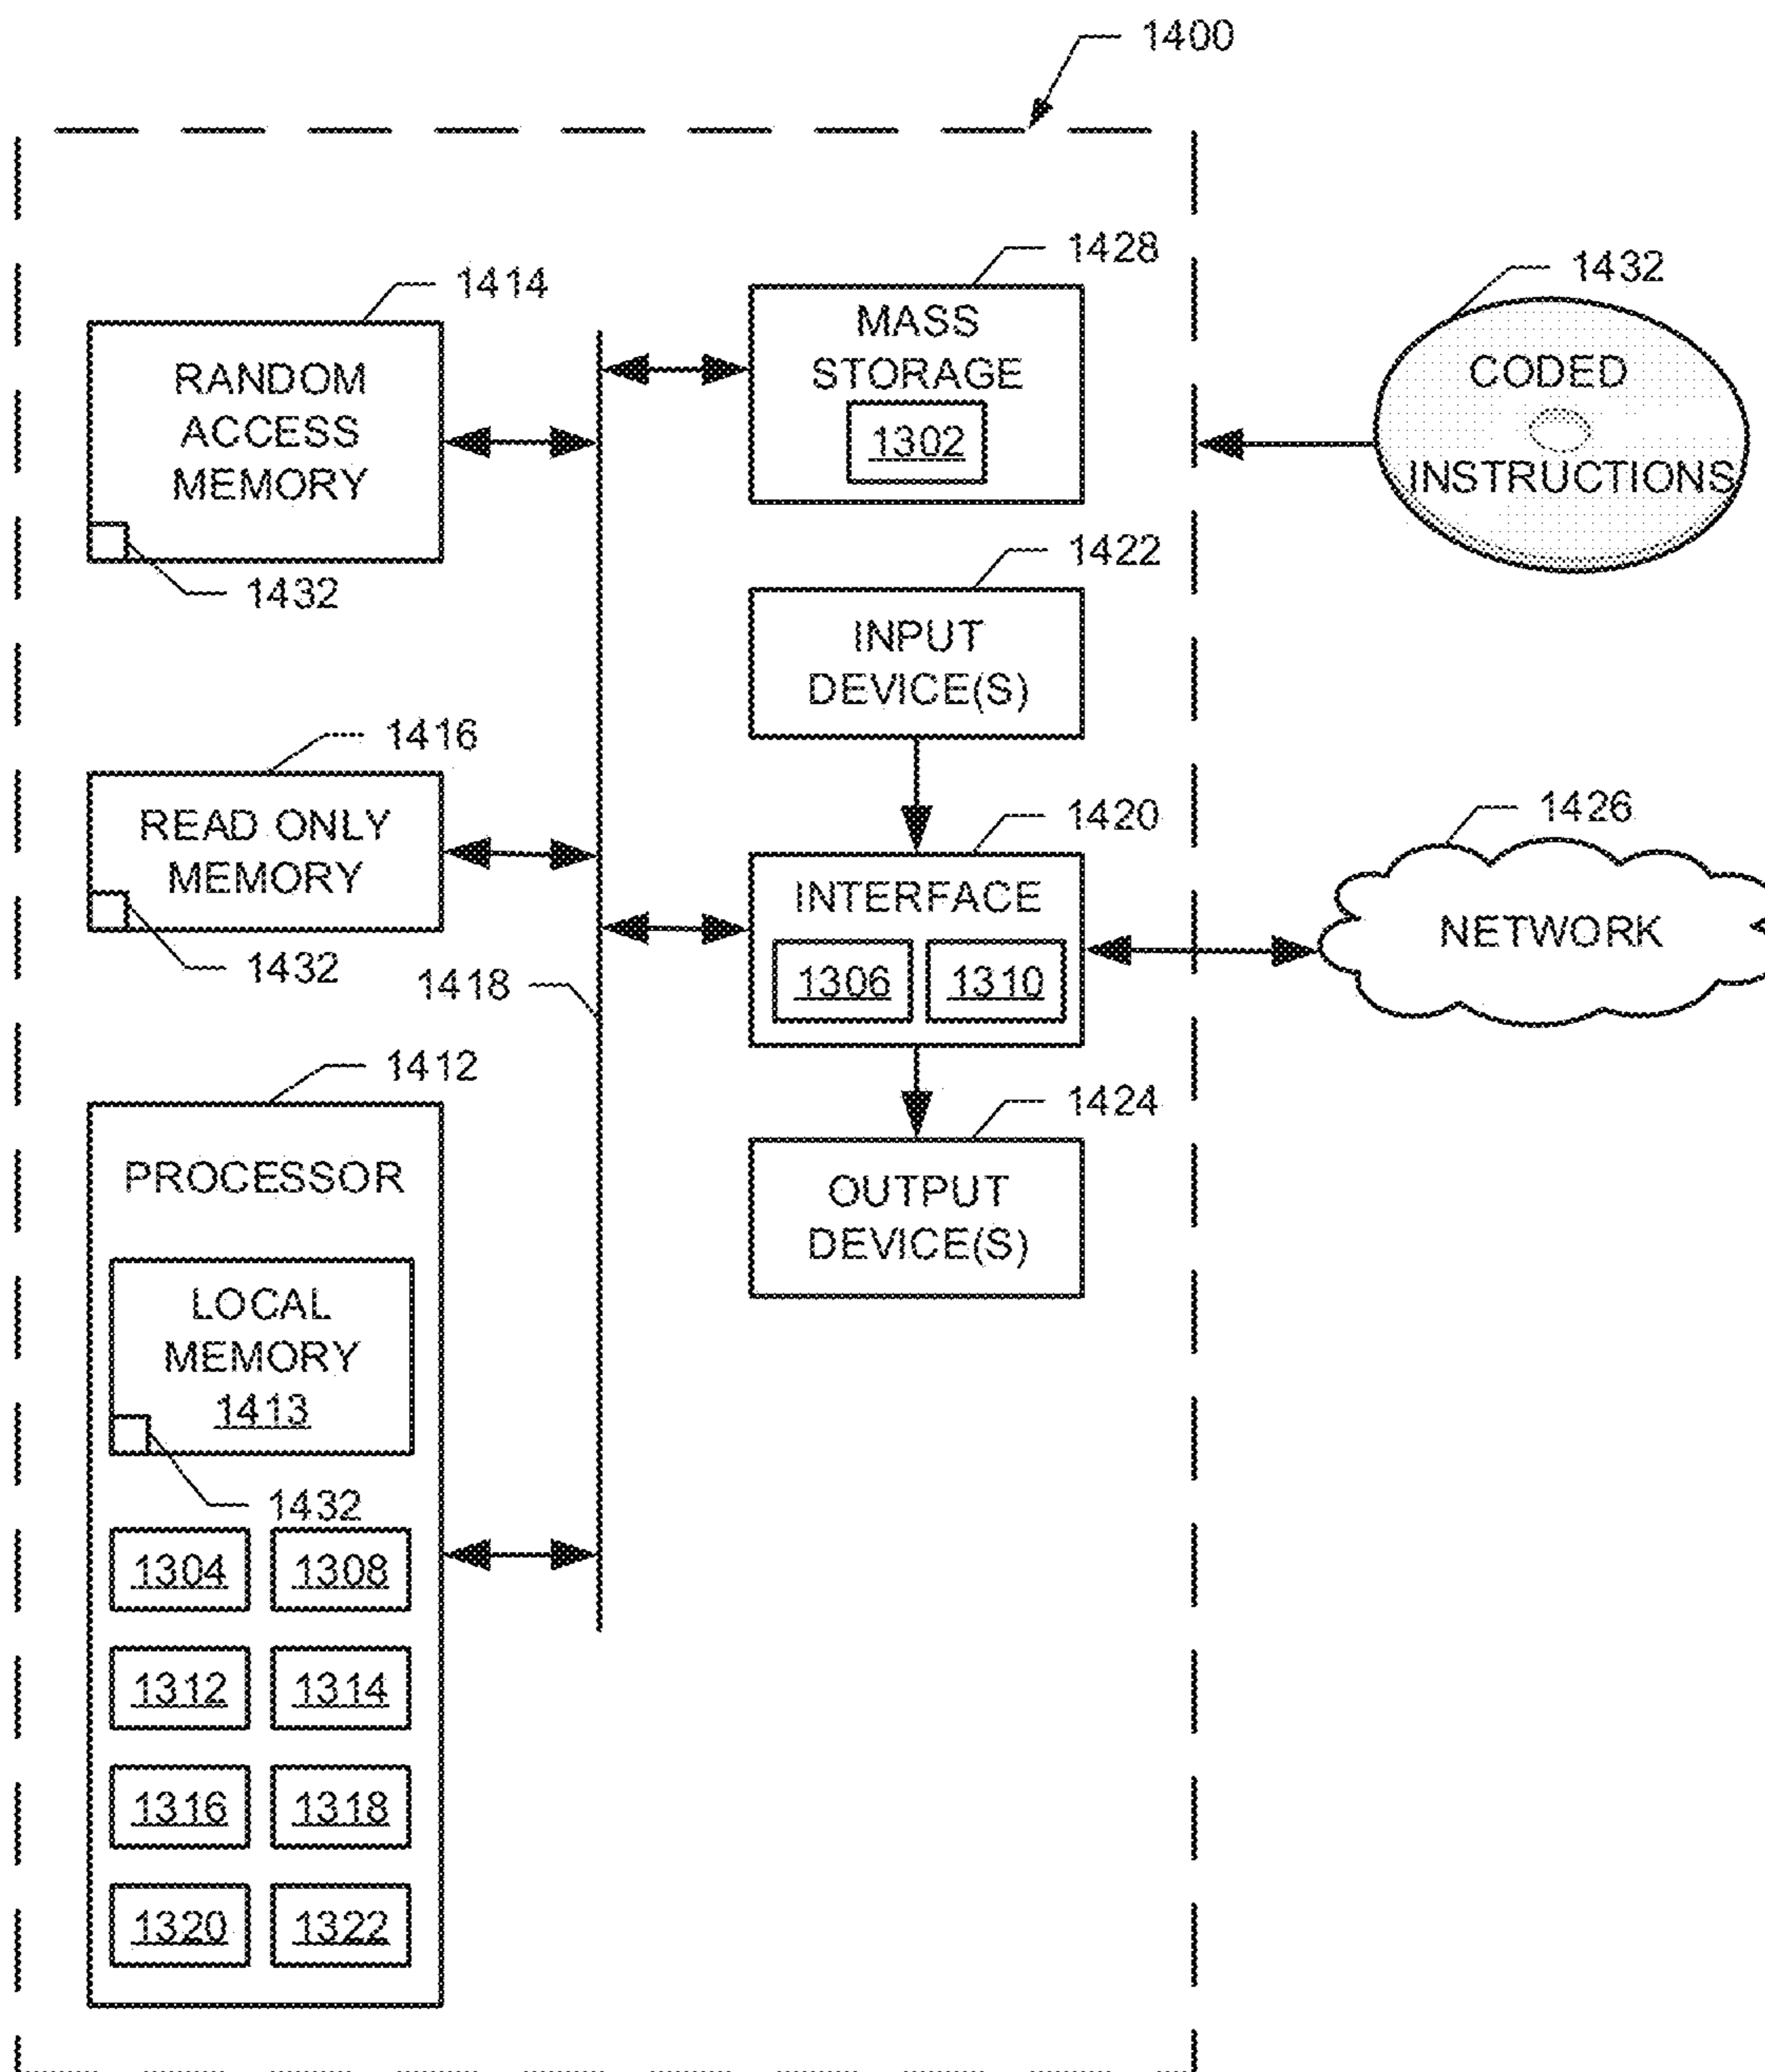 1400
1428
1432
1414
MASS
STORAGE
1302
CODED
INSTRUCTIONS
RANDOM
ACCESS
MEMORY
1432
1422
INPUT
DEVICE(S)
1416
READ ONLY
MEMORY
1432
1420
INTERFACE
1306 1310
1426
NETWORK
1418
1412
PROCESSOR
1424
OUTPUT
DEVICE(S)
LOCAL
MEMORY
1413
1432
1304 1308
1312 1314
1316 1318
1320 1322